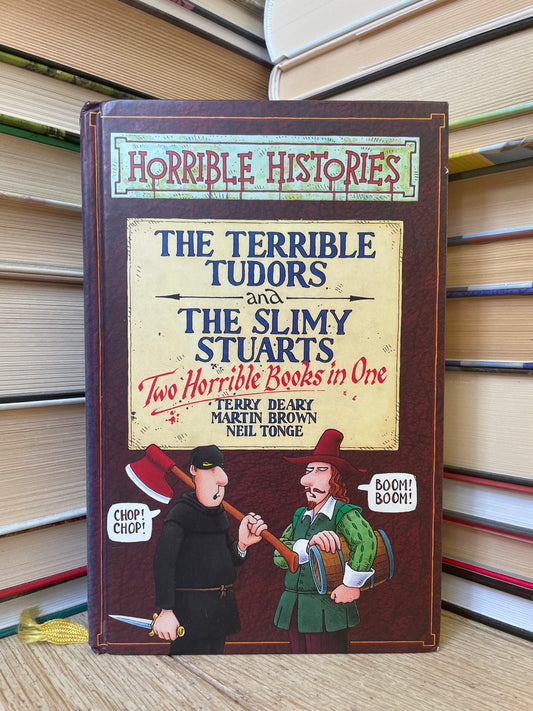 HORRIBLE HISTORIES
THE TERRIBLE
TUDORS
and
THE SLIMY
STUARTS
Two Horrible Books in One
TERRY DEARY
MARTIN BROWN
NEIL TONGE
CHOP!
CHOP!
BOOM!
BOOM!